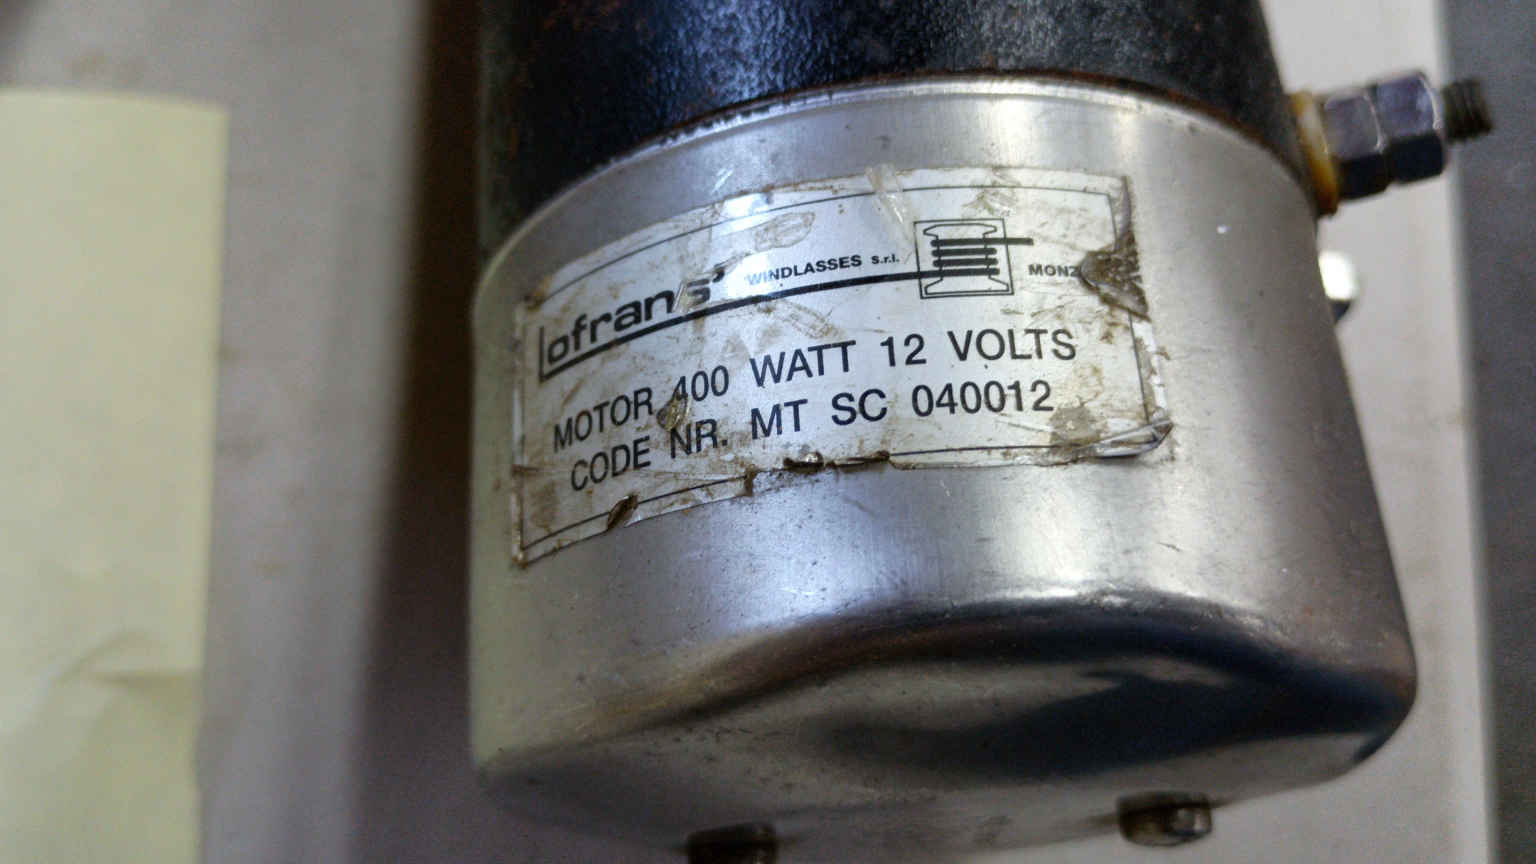 Lofrans' WINDLASSES s.r.l.
MOTOR 400 WATT 12 VOLTS
CODE NR. MT SC 040012